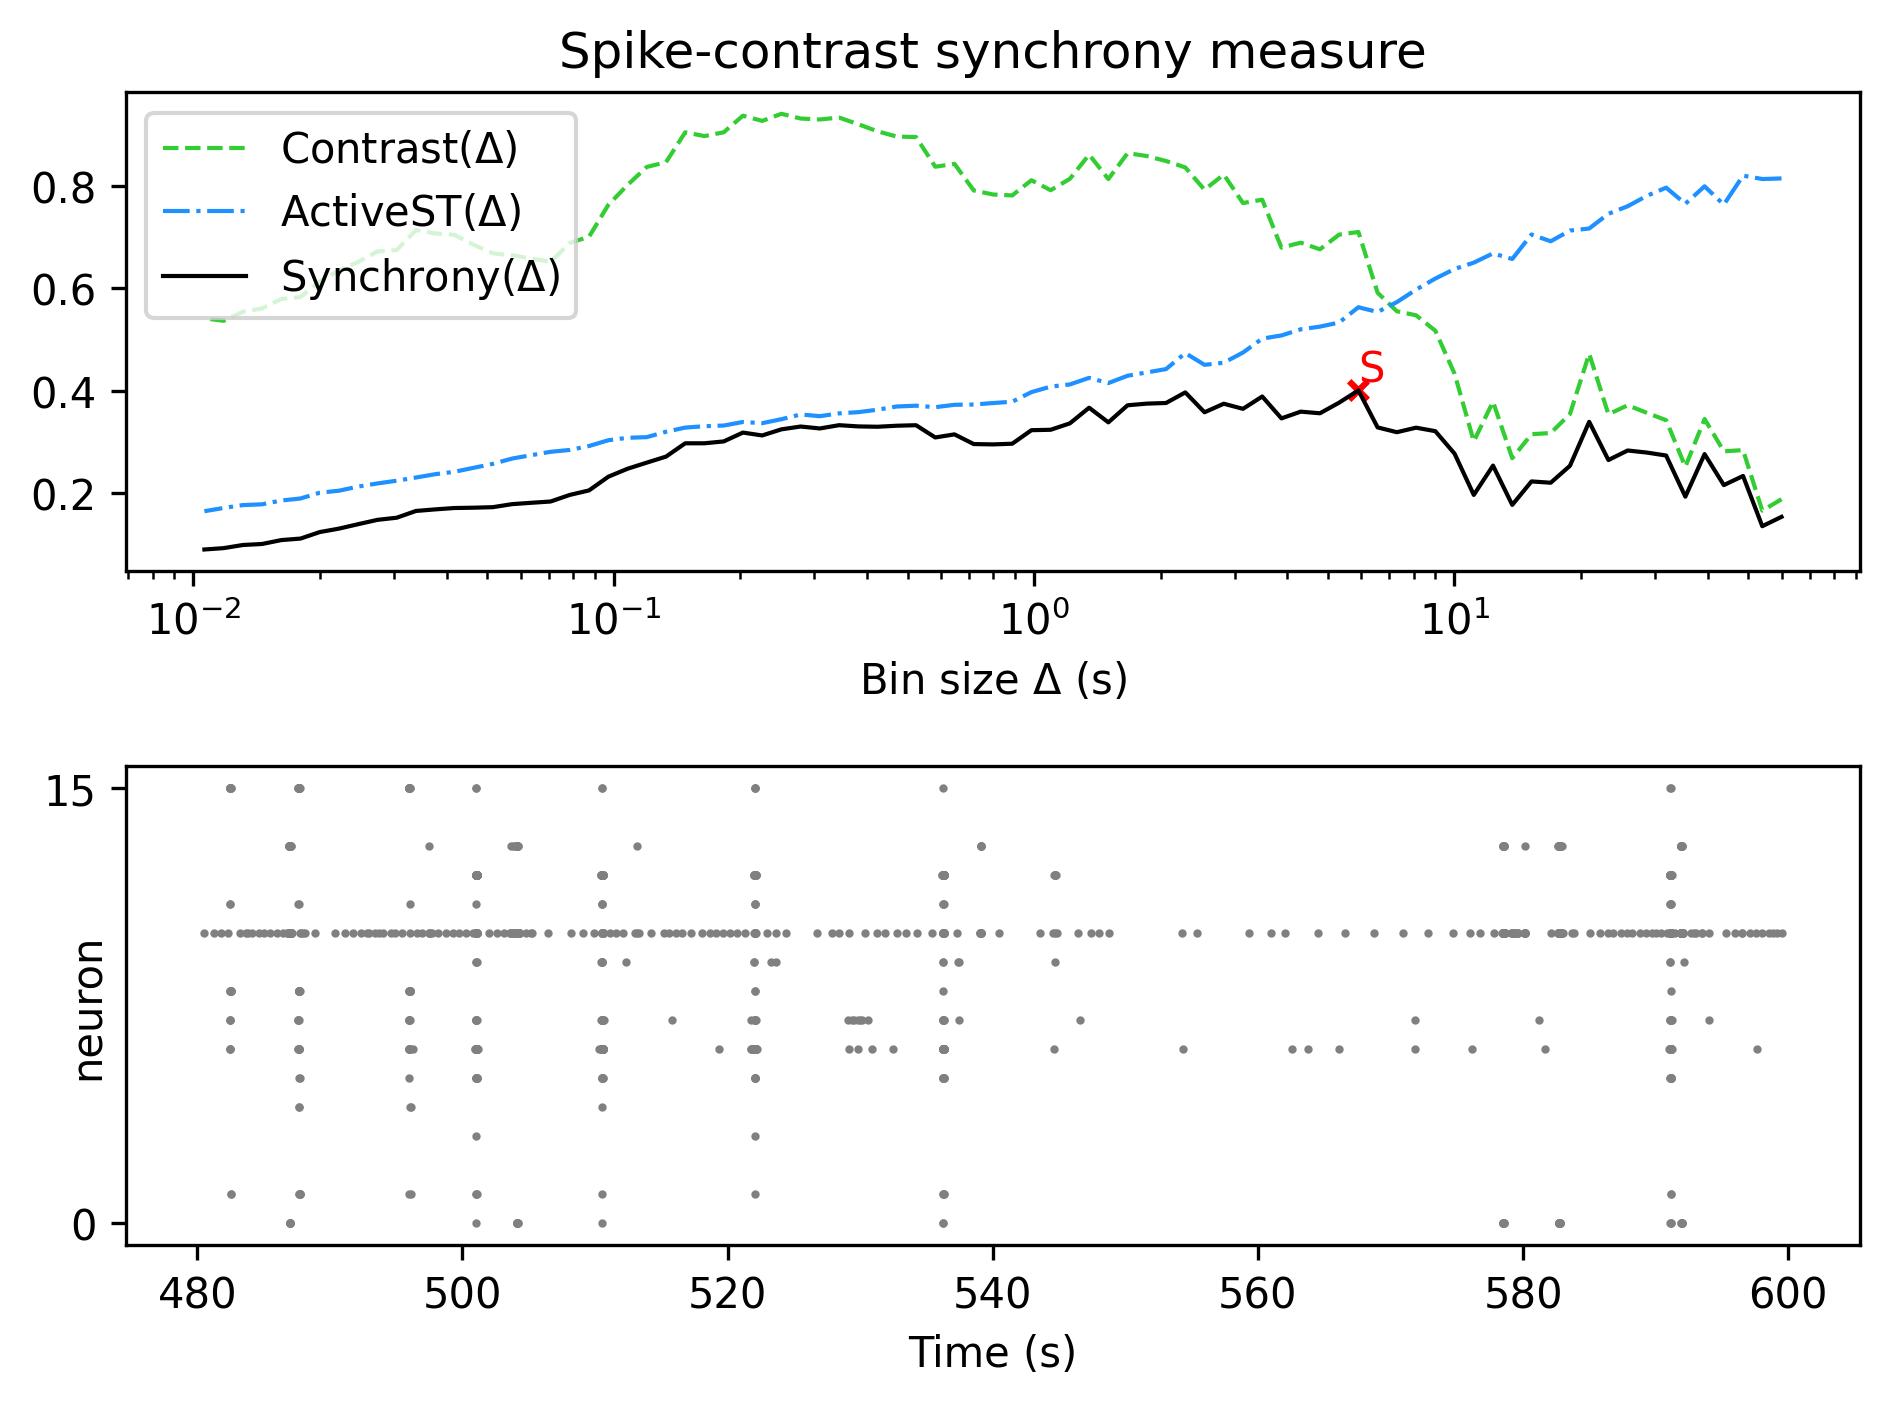 Spike-contrast synchrony measure
Contrast(Δ)
ActiveST(Δ)
Synchrony(Δ)
0.8
0.6
0.4
0.2
S
10⁻² 10⁻¹ 10⁰ 10¹
Bin size Δ (s)
15
neuron
0
480 500 520 540 560 580 600
Time (s)